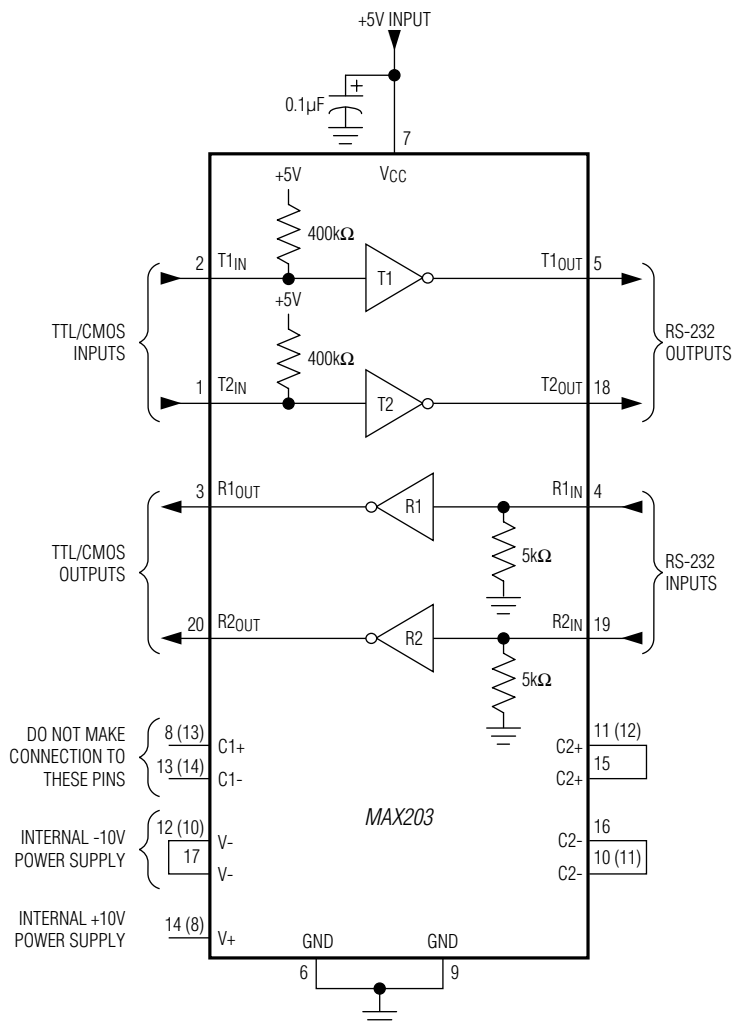 +5V INPUT
0.1µF
+
7
VCC
+5V
400kΩ
2
T1IN
T1
T1OUT
5
+5V
TTL/CMOS
INPUTS
RS-232
OUTPUTS
400kΩ
1
T2IN
T2
T2OUT
18
3
R1OUT
R1
R1IN
4
TTL/CMOS
OUTPUTS
5kΩ
RS-232
INPUTS
20
R2OUT
R2
R2IN
19
5kΩ
DO NOT MAKE
CONNECTION TO
THESE PINS
8 (13)
C1+
13 (14)
C1-
11 (12)
C2+
15
C2+
MAX203
INTERNAL -10V
POWER SUPPLY
12 (10)
V-
17
V-
16
C2-
10 (11)
C2-
INTERNAL +10V
POWER SUPPLY
14 (8)
V+
GND
GND
6
9